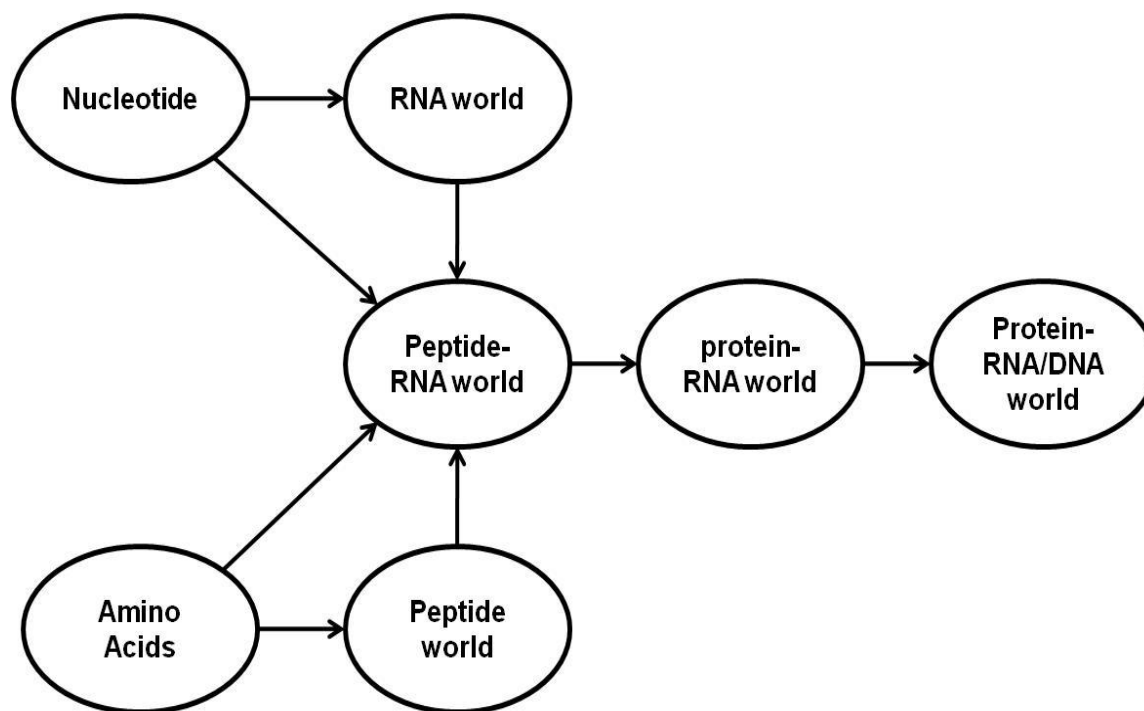 Nucleotide
RNA world
Peptide-
RNA world
protein-
RNA world
Protein-
RNA/DNA
world
Amino
Acids
Peptide
world